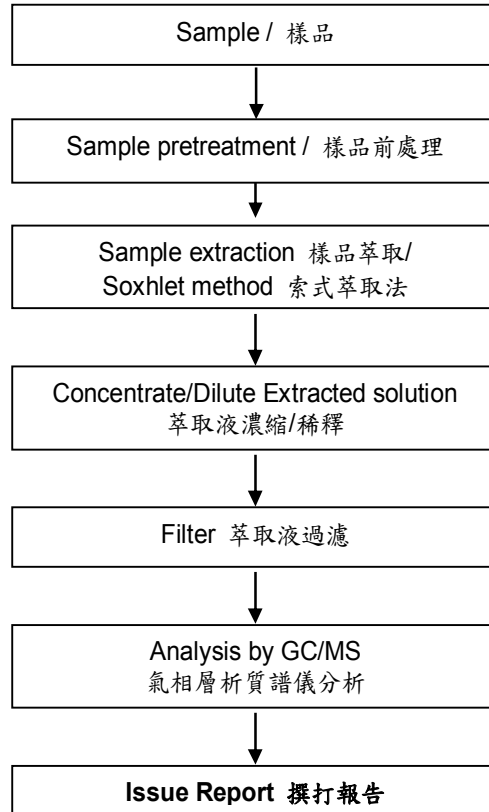 Sample / 樣品
Sample pretreatment / 樣品前處理
Sample extraction 樣品萃取/
Soxhlet method 索式萃取法
Concentrate/Dilute Extracted solution
萃取液濃縮/稀釋
Filter 萃取液過濾
Analysis by GC/MS
氣相層析質譜儀分析
Issue Report 撰打報告